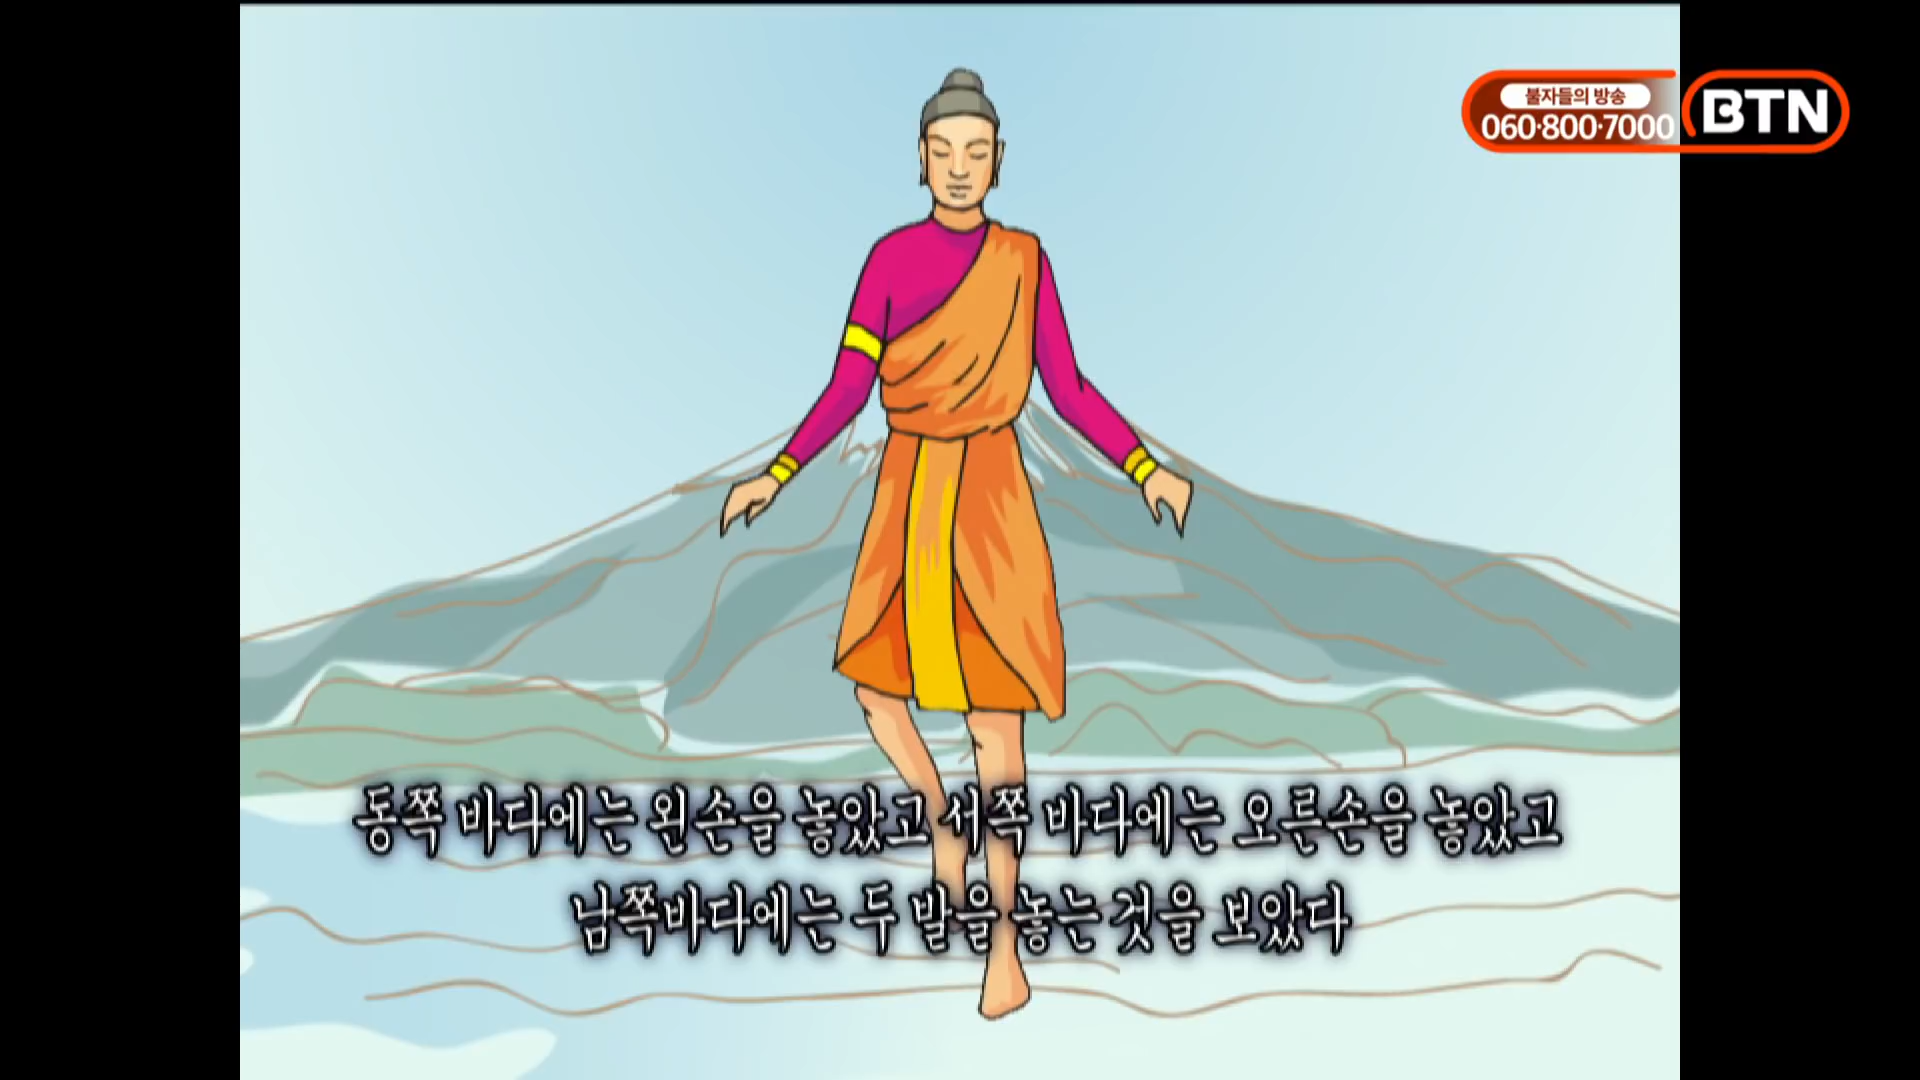 불자들의 방송
060·800·7000
BTN
동쪽 바다에는 왼손을 놓았고 서쪽 바다에는 오른손을 놓았고
남쪽바다에는 두 발을 놓는 것을 보았다